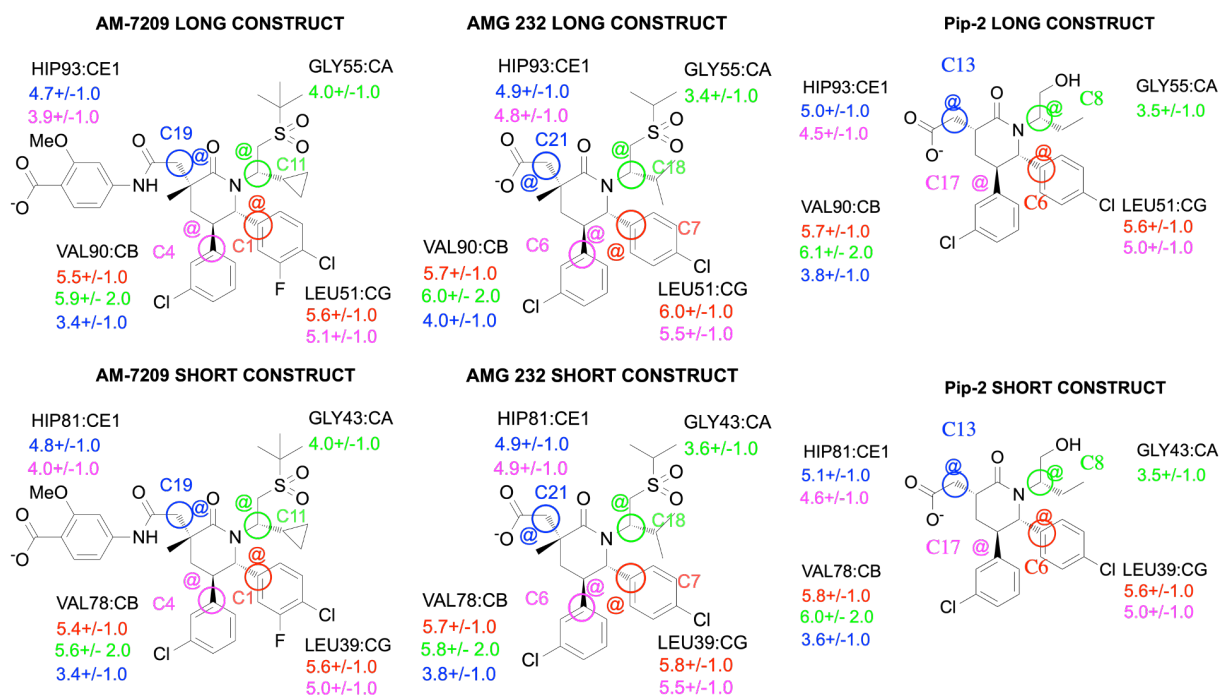 AM-7209 LONG CONSTRUCT
HIP93:CE1
4.7+/-1.0
3.9+/-1.0
GLY55:CA
4.0+/-1.0
MeO
O
C19
@
O
@
C11
S
O
O
O
-O
NH
N
@
@
C4
C1
VAL90:CB
5.5+/-1.0
5.9+/- 2.0
3.4+/-1.0
Cl
Cl
F
LEU51:CG
5.6+/-1.0
5.1+/-1.0
AMG 232 LONG CONSTRUCT
HIP93:CE1
4.9+/-1.0
4.8+/-1.0
GLY55:CA
3.4+/-1.0
S
O
O
O
C21
O
@
C18
-O
@
N
C6
@
@
C7
VAL90:CB
5.7+/-1.0
6.0+/- 2.0
4.0+/-1.0
Cl
Cl
LEU51:CG
6.0+/-1.0
5.5+/-1.0
Pip-2 LONG CONSTRUCT
C13
OH
HIP93:CE1
5.0+/-1.0
4.5+/-1.0
@
O
@
C8
GLY55:CA
3.5+/-1.0
O
O-
N
@
C17
@
C6
VAL90:CB
5.7+/-1.0
6.1+/- 2.0
3.8+/-1.0
Cl
Cl
LEU51:CG
5.6+/-1.0
5.0+/-1.0
AM-7209 SHORT CONSTRUCT
HIP81:CE1
4.8+/-1.0
4.0+/-1.0
GLY43:CA
4.0+/-1.0
MeO
O
C19
@
O
@
C11
S
O
O
O
-O
NH
N
@
@
C4
C1
VAL78:CB
5.4+/-1.0
5.6+/- 2.0
3.4+/-1.0
Cl
Cl
F
LEU39:CG
5.6+/-1.0
5.0+/-1.0
AMG 232 SHORT CONSTRUCT
HIP81:CE1
4.9+/-1.0
4.9+/-1.0
GLY43:CA
3.6+/-1.0
S
O
O
O
C21
O
@
C18
-O
@
N
C6
@
@
C7
VAL78:CB
5.7+/-1.0
5.8+/- 2.0
3.8+/-1.0
Cl
Cl
LEU39:CG
5.8+/-1.0
5.5+/-1.0
Pip-2 SHORT CONSTRUCT
C13
OH
HIP81:CE1
5.1+/-1.0
4.6+/-1.0
@
O
@
C8
GLY43:CA
3.5+/-1.0
O
O-
N
@
C17
@
C6
VAL78:CB
5.8+/-1.0
6.0+/- 2.0
3.6+/-1.0
Cl
Cl
LEU39:CG
5.6+/-1.0
5.0+/-1.0